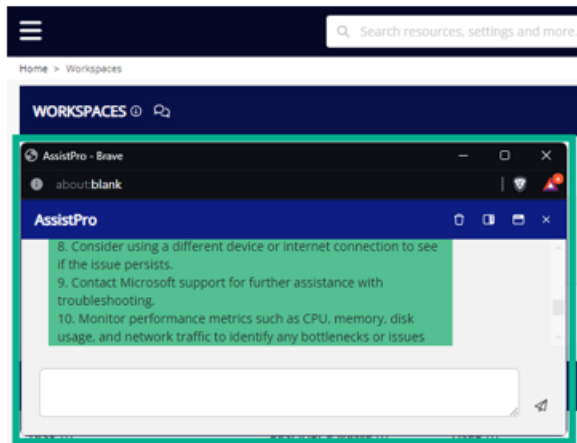 Search resources, settings and more.
Home > Workspaces
WORKSPACES
AssistPro - Brave
about:blank
AssistPro
8. Consider using a different device or internet connection to see
if the issue persists.
9. Contact Microsoft support for further assistance with
troubleshooting.
10. Monitor performance metrics such as CPU, memory, disk
usage, and network traffic to identify any bottlenecks or issues